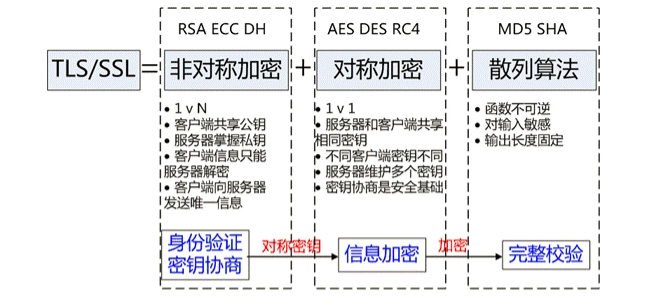 RSA ECC DH
AES DES RC4
MD5 SHA
TLS/SSL = 非对称加密 + 对称加密 + 散列算法
• 1 v N
• 客户端共享公钥
• 服务器掌握私钥
• 客户端信息只能
服务器解密
• 客户端向服务器
发送唯一信息
• 1 v 1
• 服务器和客户端共享
相同密钥
• 不同客户端密钥不同
• 服务器维护多个密钥
• 密钥协商是安全基础
• 函数不可逆
• 对输入敏感
• 输出长度固定
身份验证
密钥协商
对称密钥
信息加密
加密
完整校验